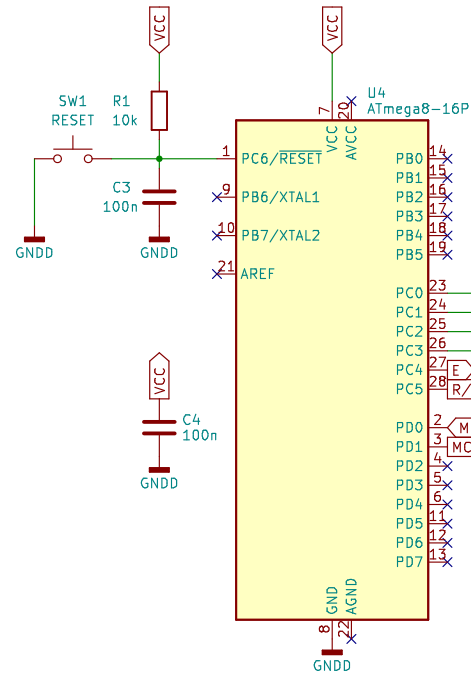 VCC
VCC
U4
ATmega8-16P
SW1
RESET
R1
10k
7
20
VCC
AVCC
1
PC6/RESET
C3
100n
9
PB6/XTAL1
10
PB7/XTAL2
21
AREF
GNDD
GNDD
PB0
14
PB1
15
PB2
16
PB3
17
PB4
18
PB5
19
PC0
23
PC1
24
PC2
25
PC3
26
PC4
27
E
PC5
28
R/
VCC
C4
100n
GNDD
PD0
2
M
PD1
3
MC
PD2
4
PD3
5
PD4
6
PD5
11
PD6
12
PD7
13
GND
AGND
8
22
GNDD